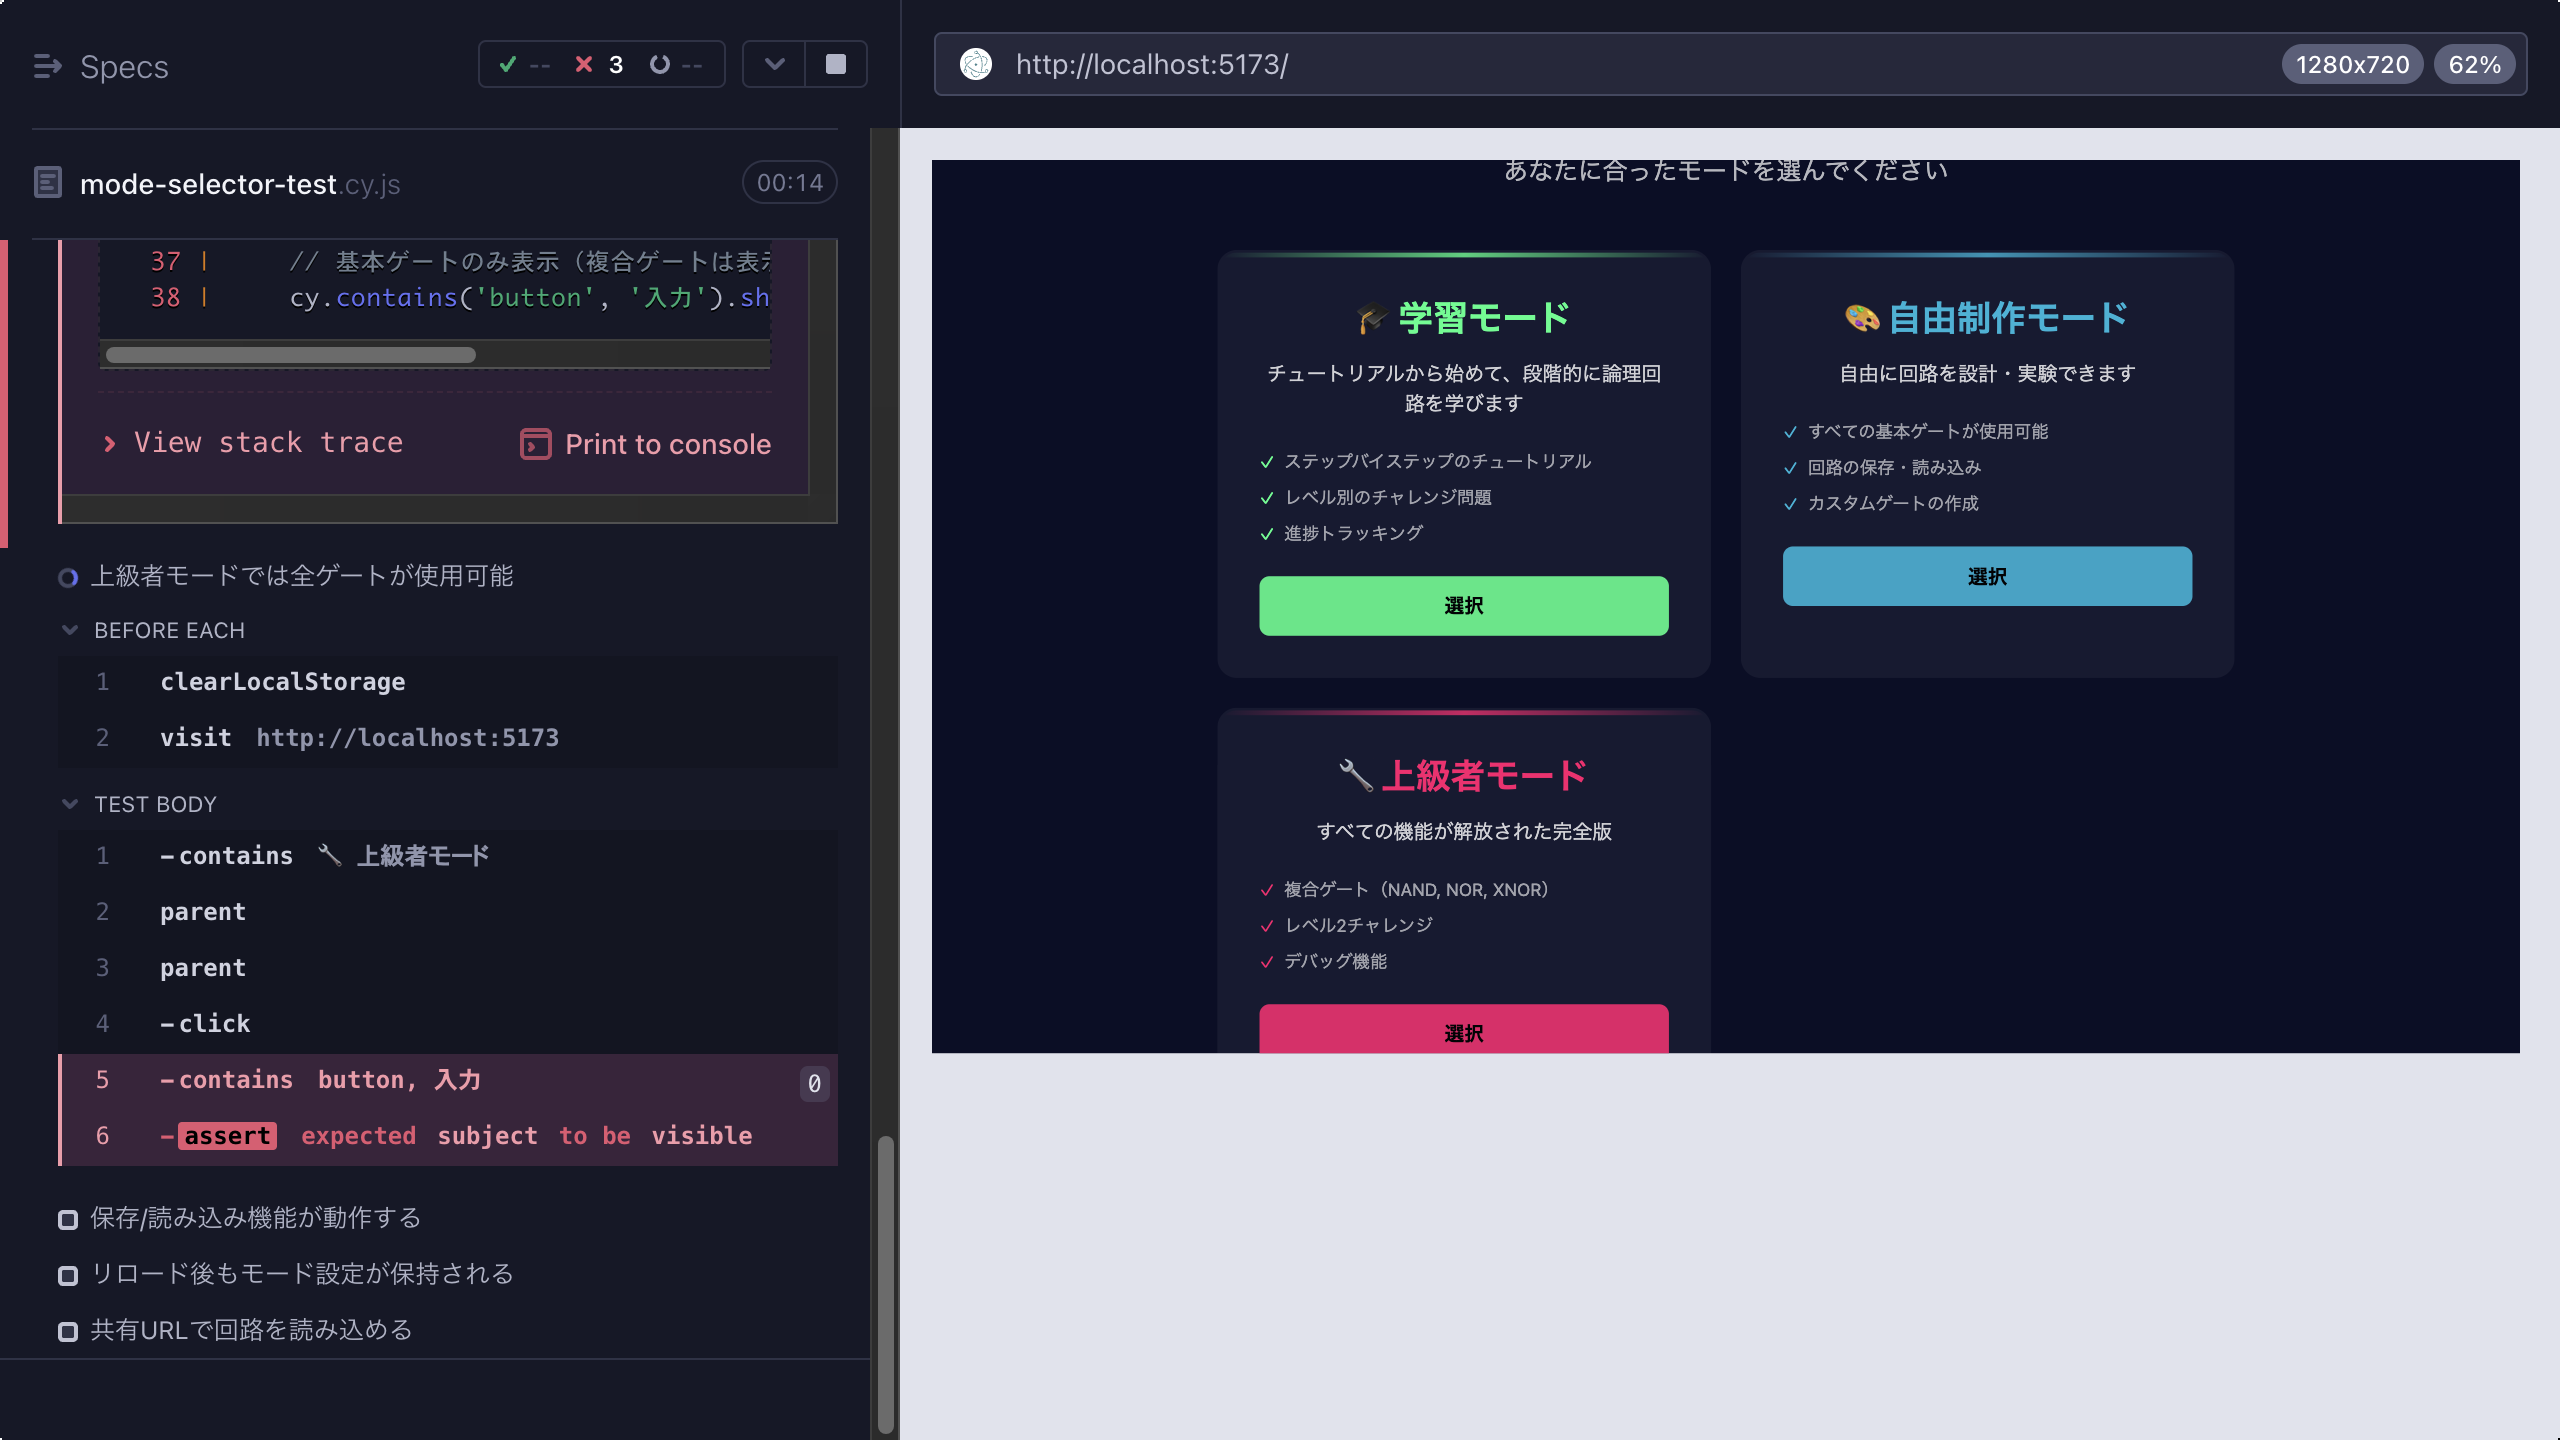 Specs
-- 3 --
mode-selector-test.cy.js
00:14
37 | // 基本ゲートのみ表示（複合ゲートは表示
38 | cy.contains('button', '入力').sh
View stack trace
Print to console
上級者モードでは全ゲートが使用可能
BEFORE EACH
1 clearLocalStorage
2 visit http://localhost:5173
TEST BODY
1 -contains 🔧 上級者モード
2 parent
3 parent
4 -click
5 -contains button, 入力 0
6 -assert expected subject to be visible
保存/読み込み機能が動作する
リロード後もモード設定が保持される
共有URLで回路を読み込める
http://localhost:5173/
1280x720
62%
あなたに合ったモードを選んでください
🎓 学習モード
チュートリアルから始めて、段階的に論理回
路を学びます
✓ ステップバイステップのチュートリアル
✓ レベル別のチャレンジ問題
✓ 進捗トラッキング
選択
🎨 自由制作モード
自由に回路を設計・実験できます
✓ すべての基本ゲートが使用可能
✓ 回路の保存・読み込み
✓ カスタムゲートの作成
選択
🔧 上級者モード
すべての機能が解放された完全版
✓ 複合ゲート（NAND, NOR, XNOR）
✓ レベル2チャレンジ
✓ デバッグ機能
選択